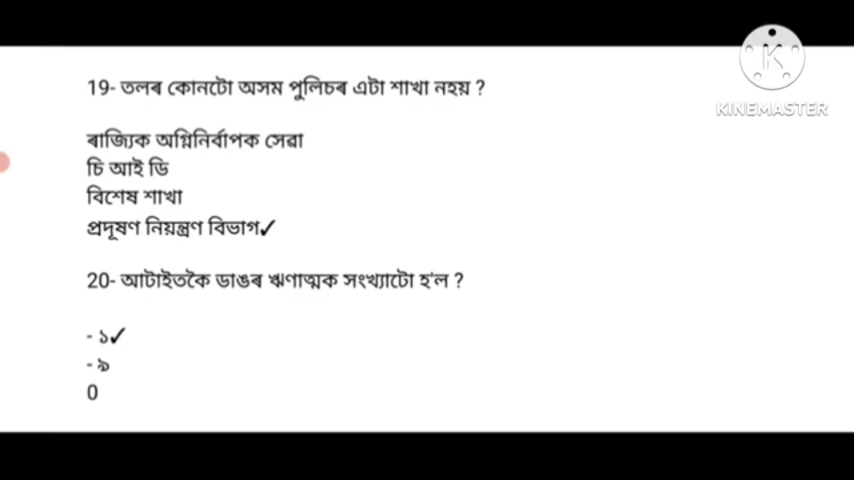 K
KINEMASTER
19- তলৰ কোনটো অসম পুলিচৰ এটা শাখা নহয় ?
ৰাজ্যিক অগ্নিনিৰ্বাপক সেৱা
চি আই ডি
বিশেষ শাখা
প্ৰদূষণ নিয়ন্ত্ৰণ বিভাগ✓
20- আটাইতকৈ ডাঙৰ ঋণাত্মক সংখ্যাটো হ'ল ?
- ১✓
- ৯
0